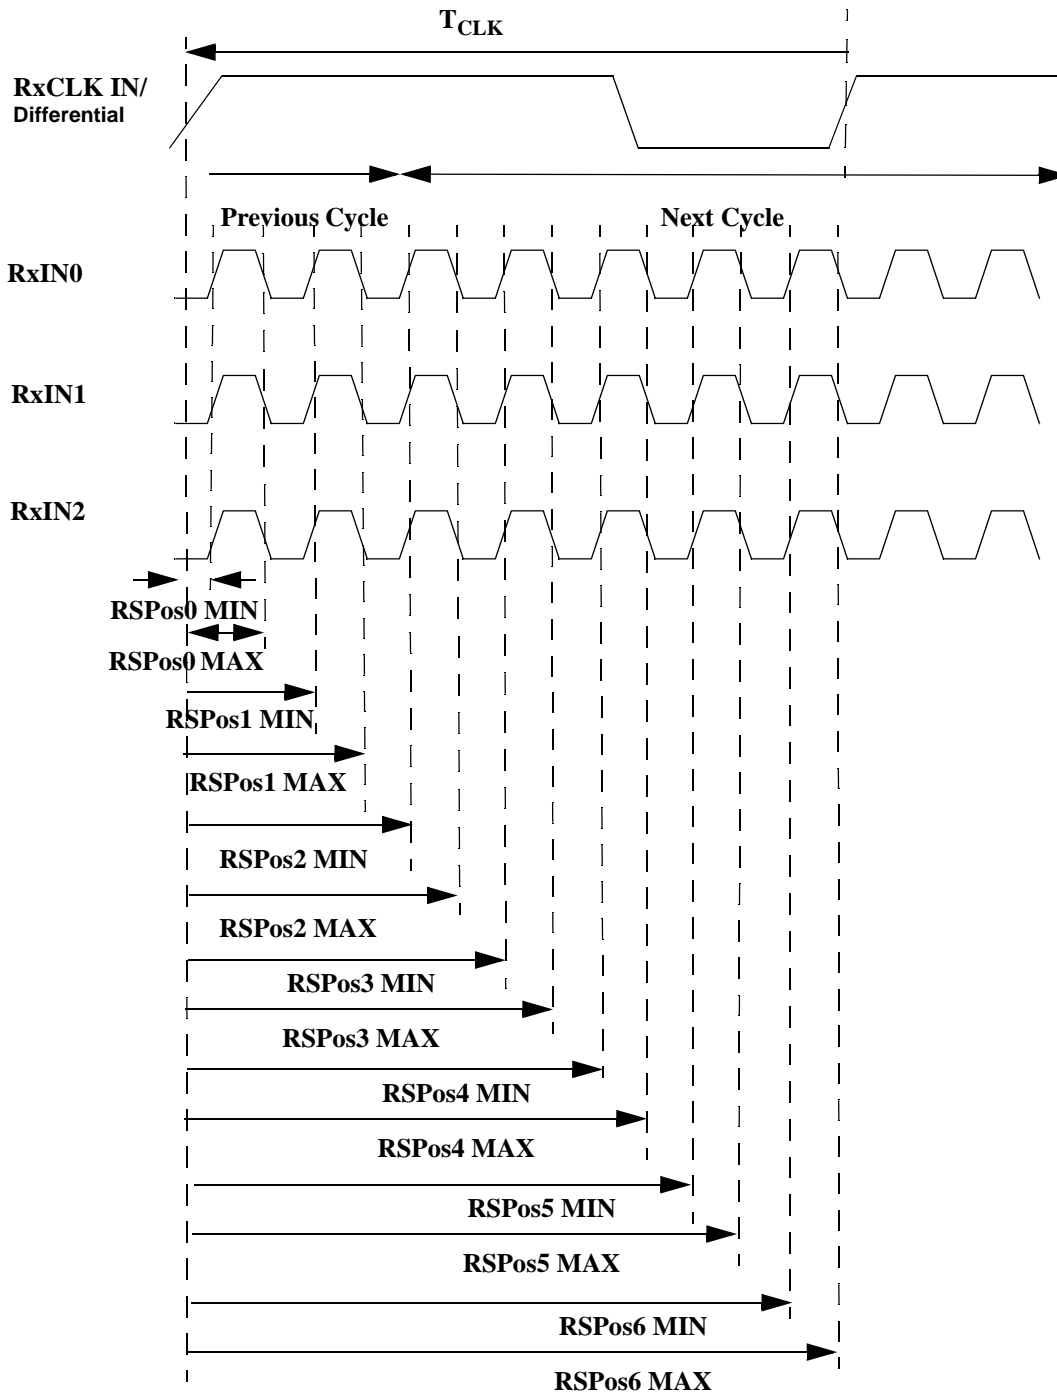 TCLK
RxCLK IN/
Differential
Previous Cycle
Next Cycle
RxIN0
RxIN1
RxIN2
RSPos0 MIN
RSPos0 MAX
RSPos1 MIN
RSPos1 MAX
RSPos2 MIN
RSPos2 MAX
RSPos3 MIN
RSPos3 MAX
RSPos4 MIN
RSPos4 MAX
RSPos5 MIN
RSPos5 MAX
RSPos6 MIN
RSPos6 MAX